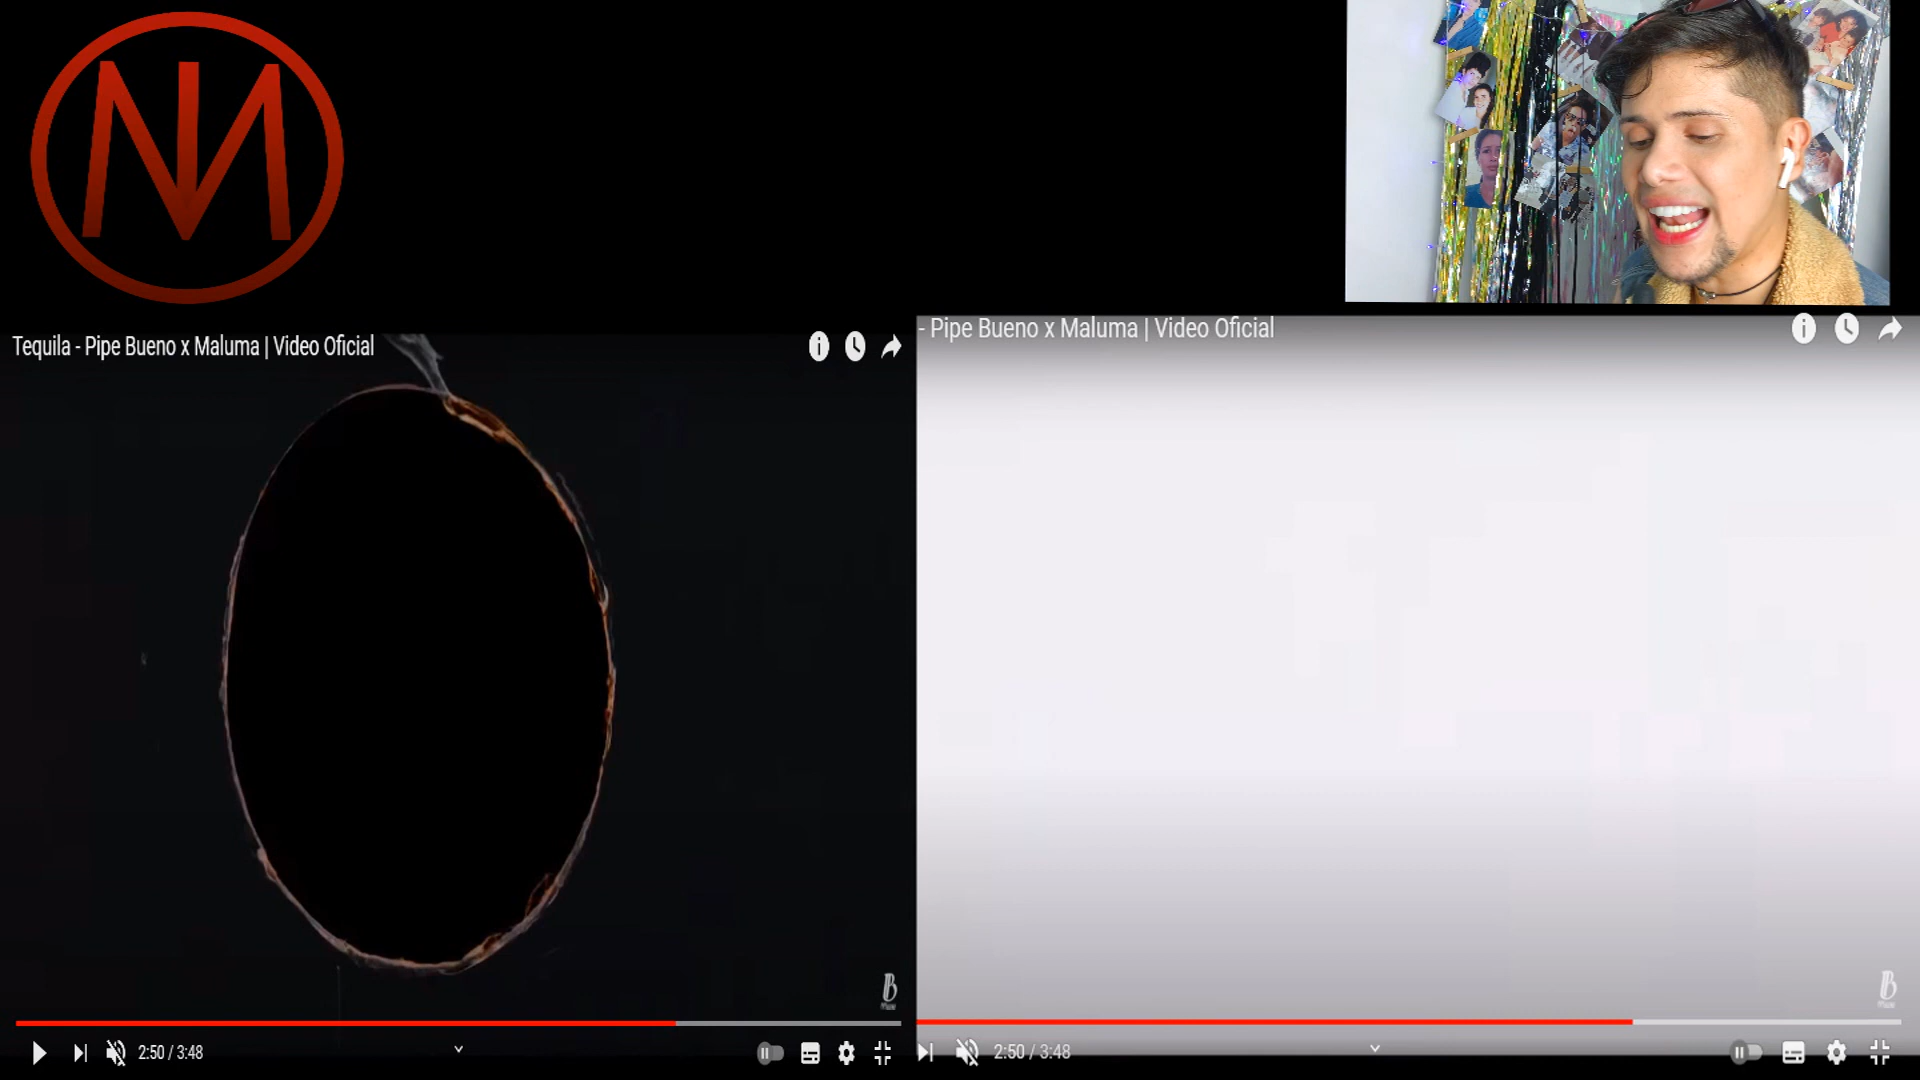 Tequila - Pipe Bueno x Maluma | Video Oficial
- Pipe Bueno x Maluma | Video Oficial
2:50 / 3:48
2:50 / 3:48